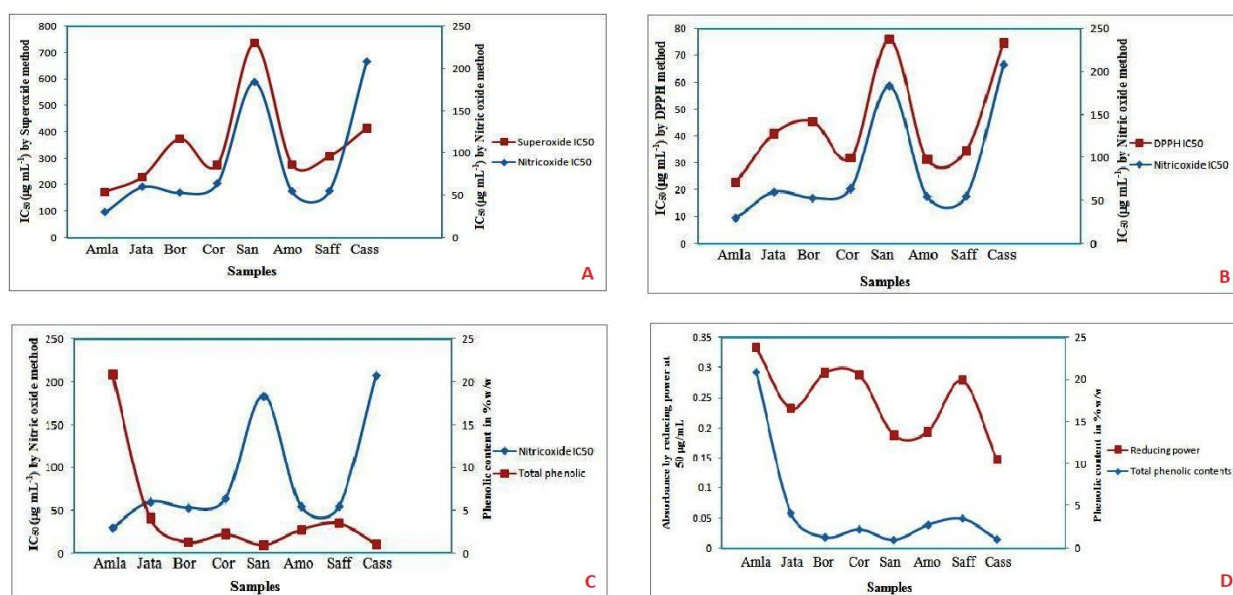 800
700
600
500
400
300
200
100
0
IC50 (µg mL-1) by Superoxide method
250
200
150
100
50
0
IC50 (µg mL-1) by Nitric oxide method
Superoxide IC50
Nitricoxide IC50
Amla Jata Bor Cor San Amo Saff Cass
Samples
A
80
70
60
50
40
30
20
10
0
IC50 (µg mL-1) by DPPH method
250
200
150
100
50
0
IC50 (µg mL-1) by Nitric oxide method
DPPH IC50
Nitricoxide IC50
Amla Jata Bor Cor San Amo Saff Cass
Samples
B
250
200
150
100
50
0
IC50 (µg mL-1) by Nitric oxide method
25
20
15
10
5
0
Phenolic content in %w/w
Nitricoxide IC50
Total phenolic
Amla Jata Bor Cor San Amo Saff Cass
Samples
C
0.35
0.3
0.25
0.2
0.15
0.1
0.05
0
Absorbance by reducing power at
50 µg/mL
25
20
15
10
5
0
Phenolic content in %w/w
Reducing power
Total phenolic contents
Amla Jata Bor Cor San Amo Saff Cass
Samples
D